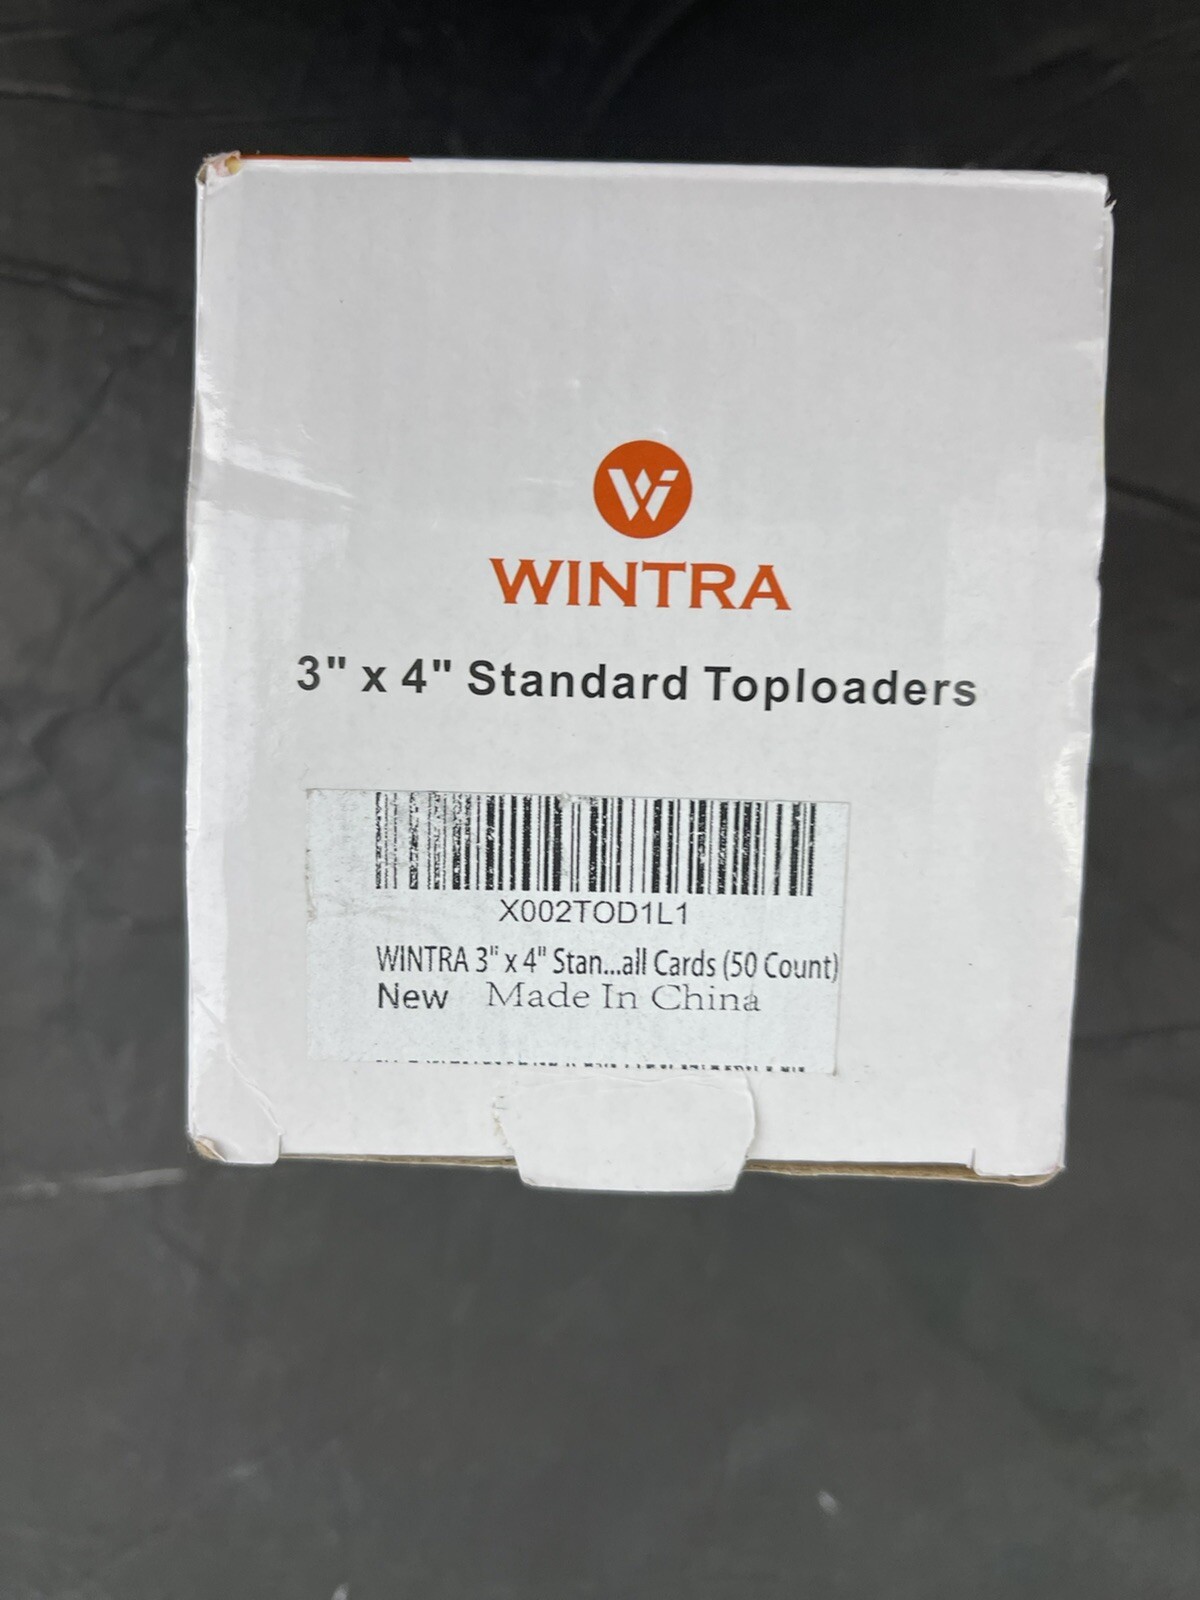 WINTRA
3" x 4" Standard Toploaders
X002TOD1L1
WINTRA 3" x 4" Stan...all Cards (50 Count)
New Made In China